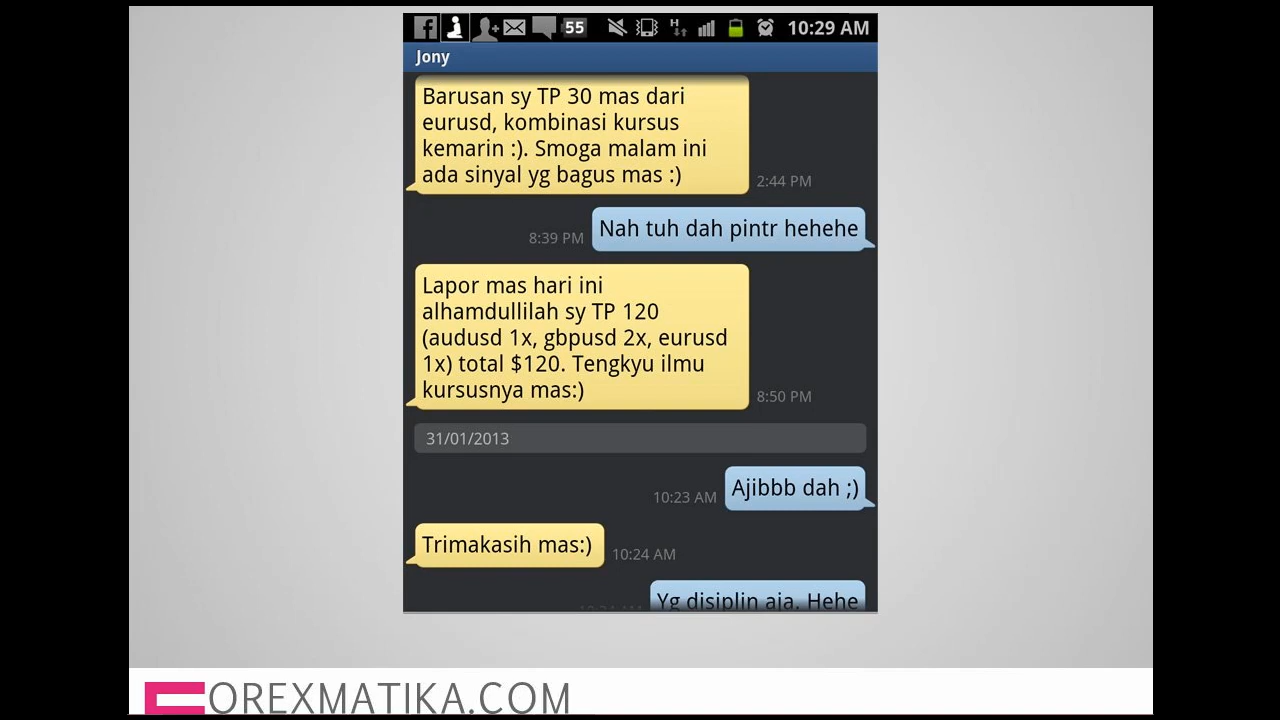 55 H 10:29 AM
Jony
Barusan sy TP 30 mas dari
eurusd, kombinasi kursus
kemarin :). Smoga malam ini
ada sinyal yg bagus mas :)
2:44 PM
Nah tuh dah pintr hehehe
8:39 PM
Lapor mas hari ini
alhamdullilah sy TP 120
(audusd 1x, gbpusd 2x, eurusd
1x) total $120. Tengkyu ilmu
kursusnya mas:)
8:50 PM
31/01/2013
Ajibbb dah ;)
10:23 AM
Trimakasih mas:)
10:24 AM
Yg disiplin aja. Hehe
FOREXMATIKA.COM